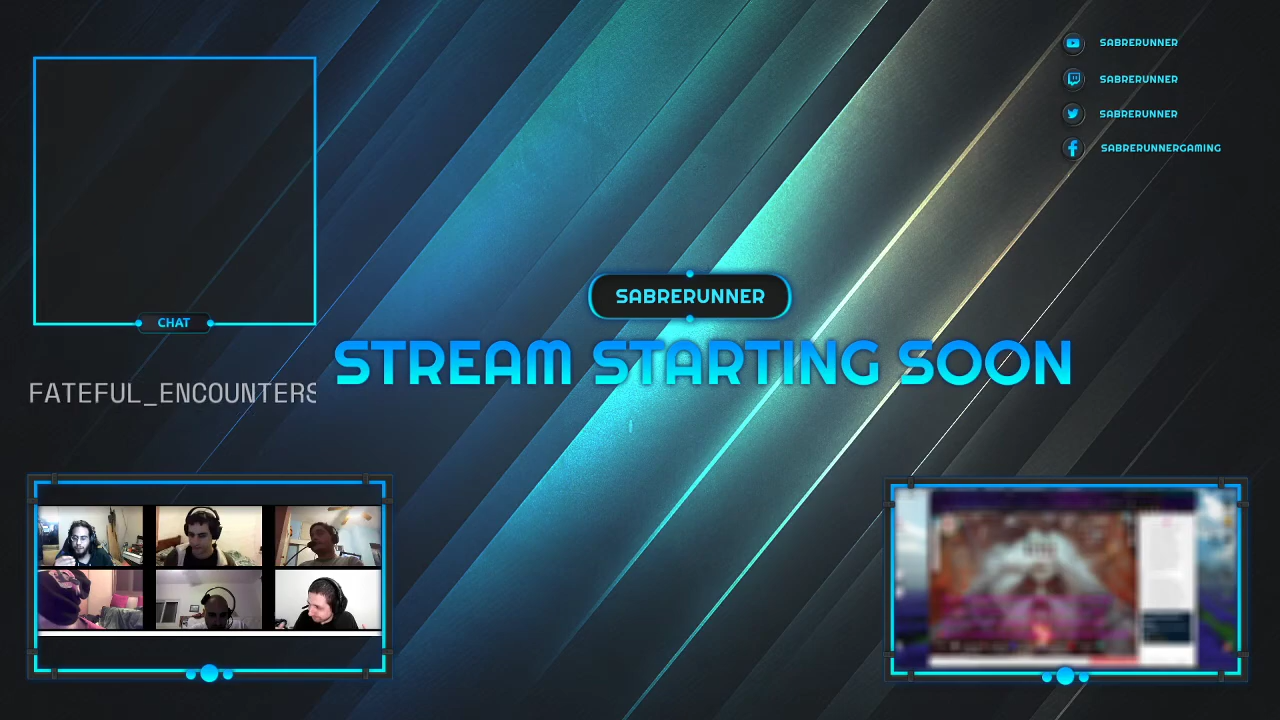 SABRERUNNER
SABRERUNNER
SABRERUNNER
SABRERUNNERGAMING
SABRERUNNER
CHAT
STREAM STARTING SOON
FATEFUL_ENCOUNTERS